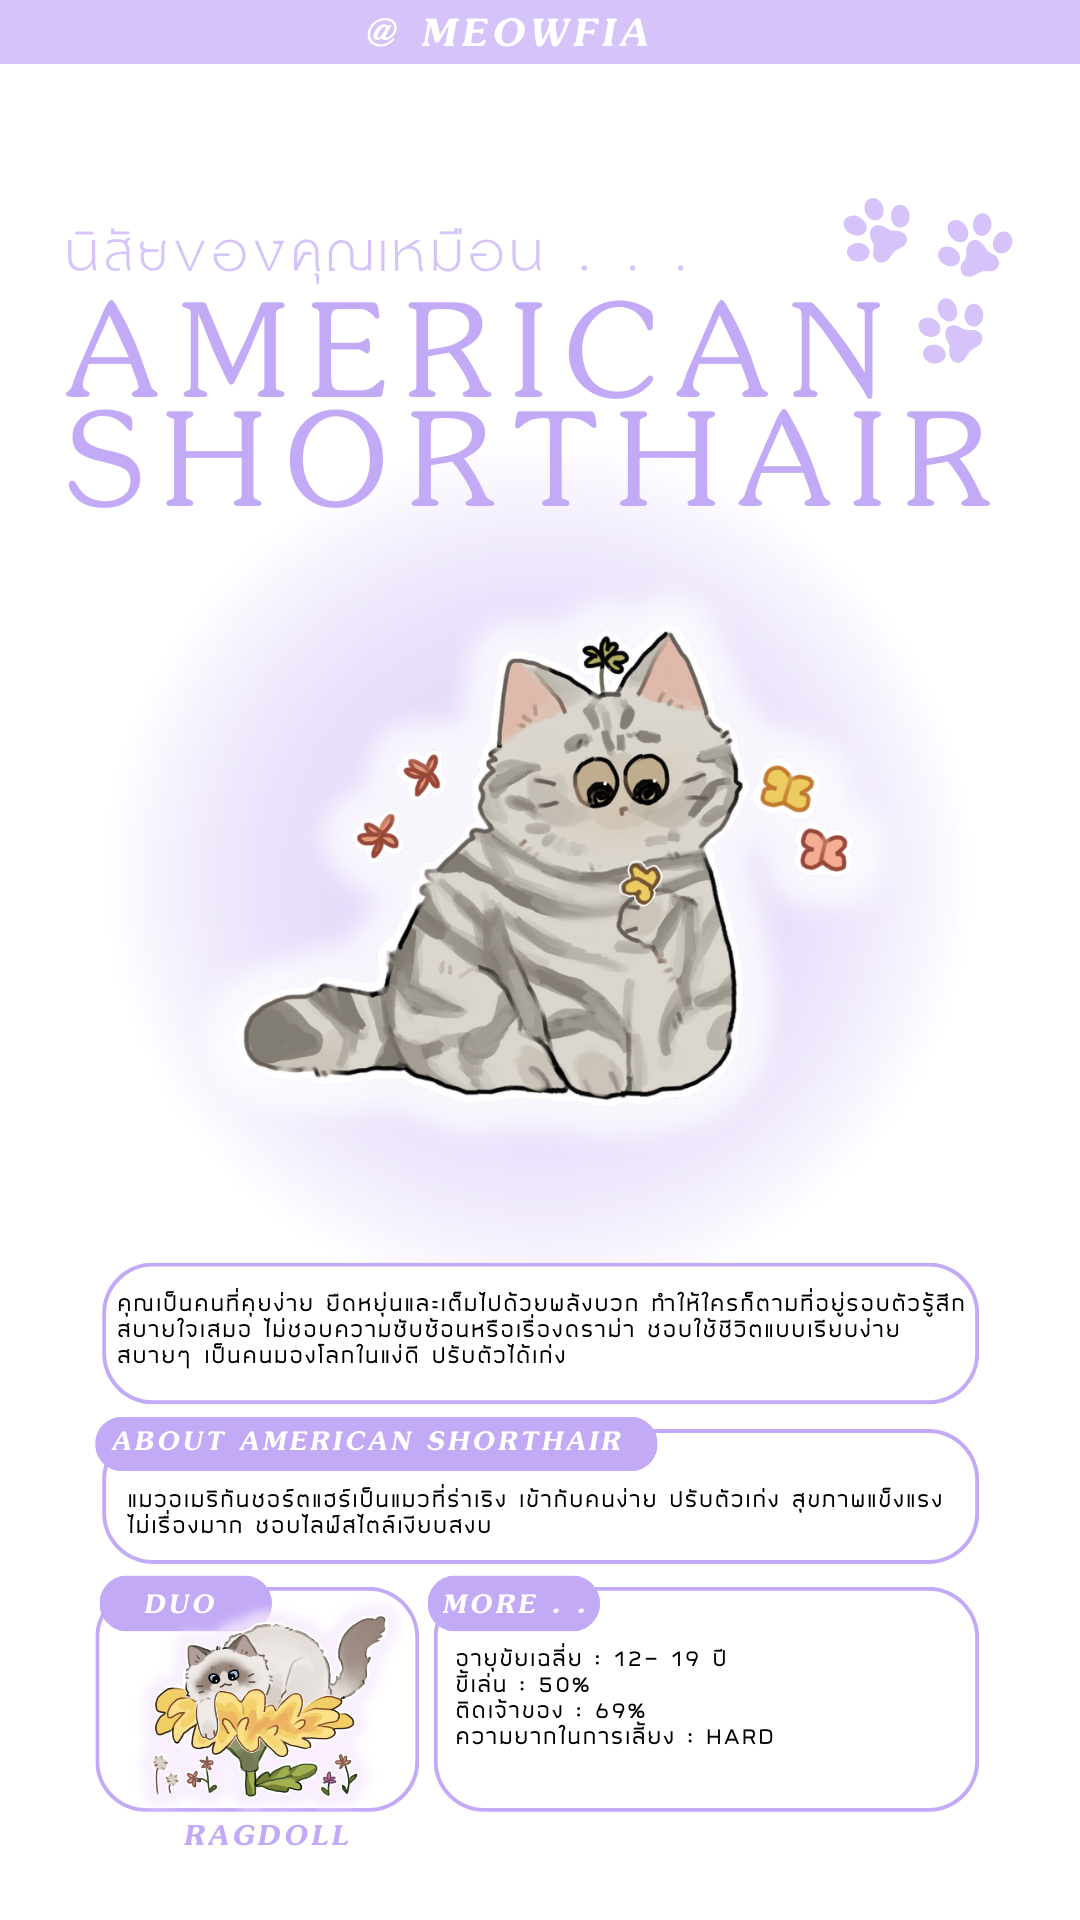 @ MEOWFIA
นิสัยของคุณเหมือน . . .
AMERICAN
SHORTHAIR
คุณเป็นคนที่คุยง่าย ยืดหยุ่นและเต็มไปด้วยพลังบวก ทำให้ใครก็ตามที่อยู่รอบตัวรู้สึก
สบายใจเสมอ ไม่ชอบความซับซ้อนหรือเรื่องดราม่า ชอบใช้ชีวิตแบบเรียบง่าย
สบายๆ เป็นคนมองโลกในแง่ดี ปรับตัวได้เก่ง
ABOUT AMERICAN SHORTHAIR
แมวอเมริกันชอร์ตแฮร์เป็นแมวที่ร่าเริง เข้ากับคนง่าย ปรับตัวเก่ง สุขภาพแข็งแรง
ไม่เรื่องมาก ชอบไลฟ์สไตล์เงียบสงบ
DUO
RAGDOLL
MORE . .
อายุขัยเฉลี่ย : 12- 19 ปี
ขี้เล่น : 50%
ติดเจ้าของ : 69%
ความยากในการเลี้ยง : HARD